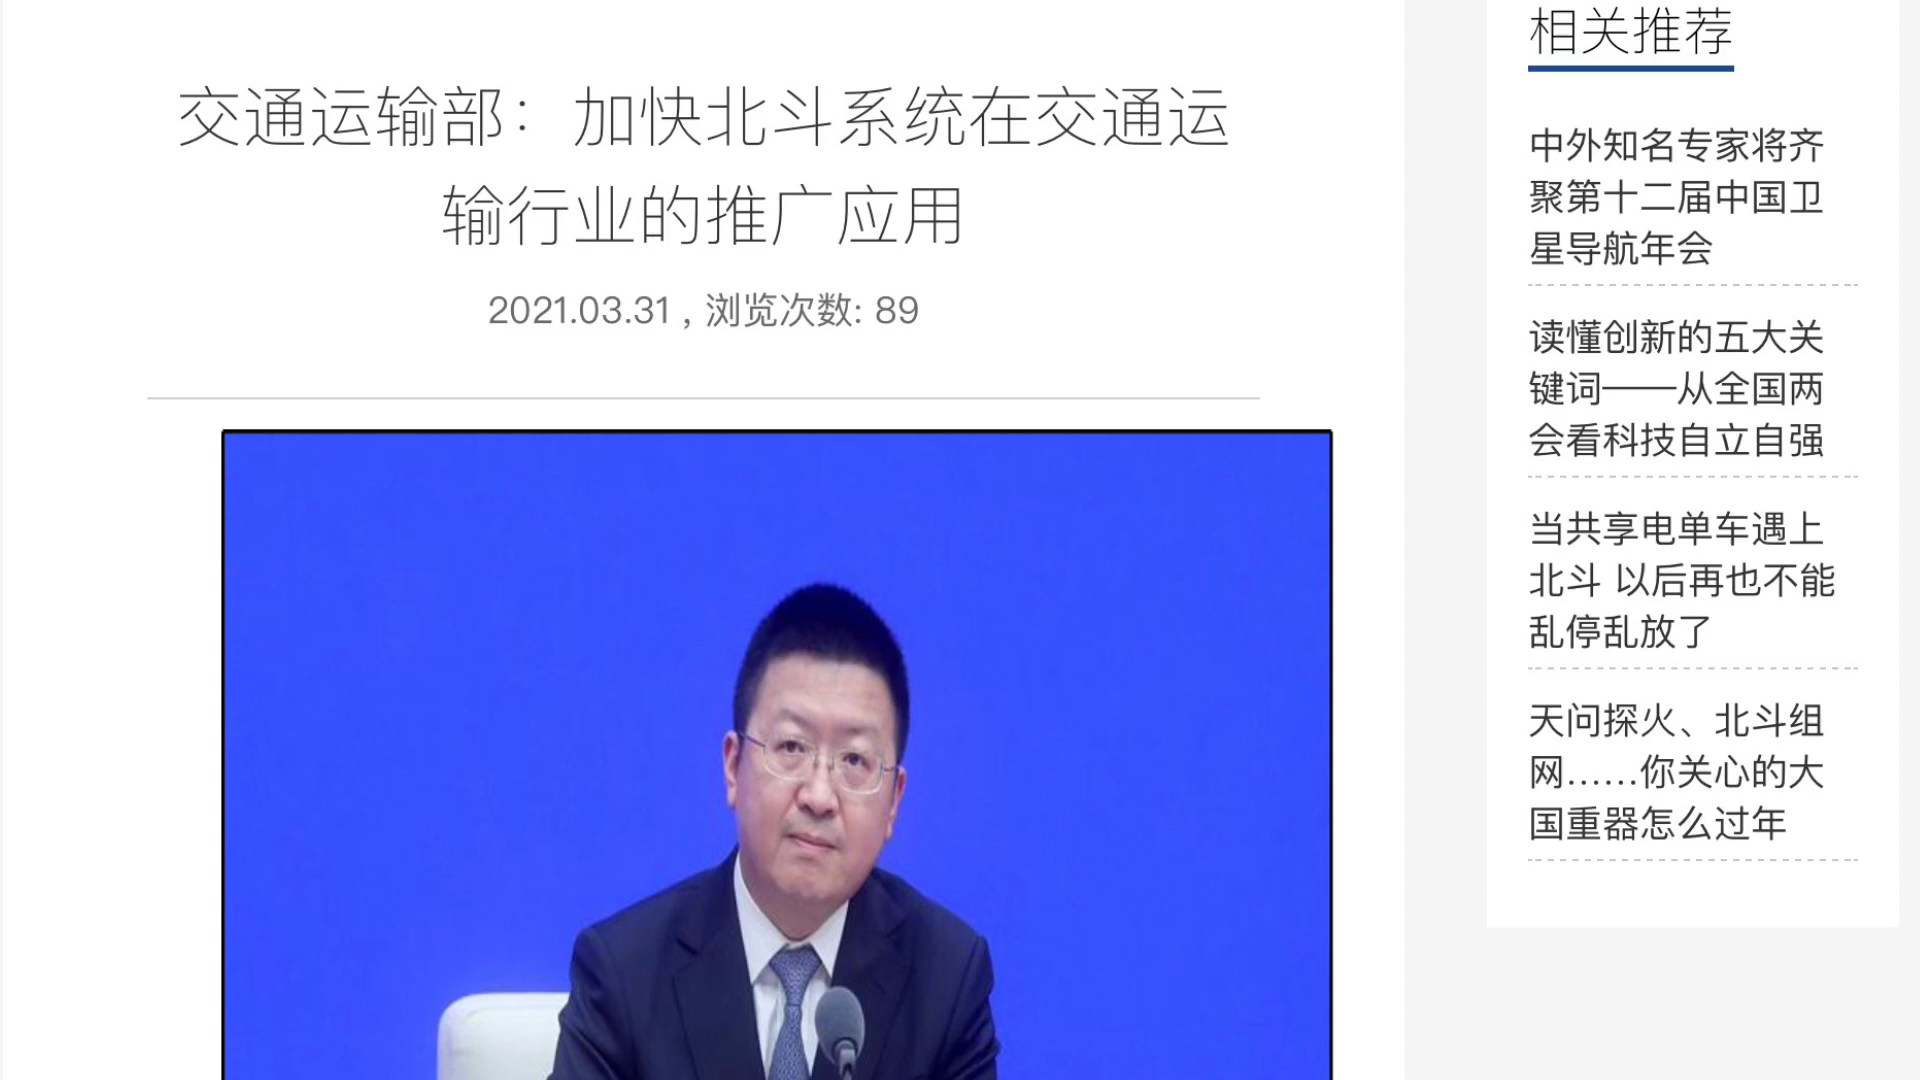 交通运输部：加快北斗系统在交通运
输行业的推广应用
2021.03.31 , 浏览次数: 89
相关推荐
中外知名专家将齐
聚第十二届中国卫
星导航年会
读懂创新的五大关
键词——从全国两
会看科技自立自强
当共享电单车遇上
北斗 以后再也不能
乱停乱放了
天问探火、北斗组
网……你关心的大
国重器怎么过年